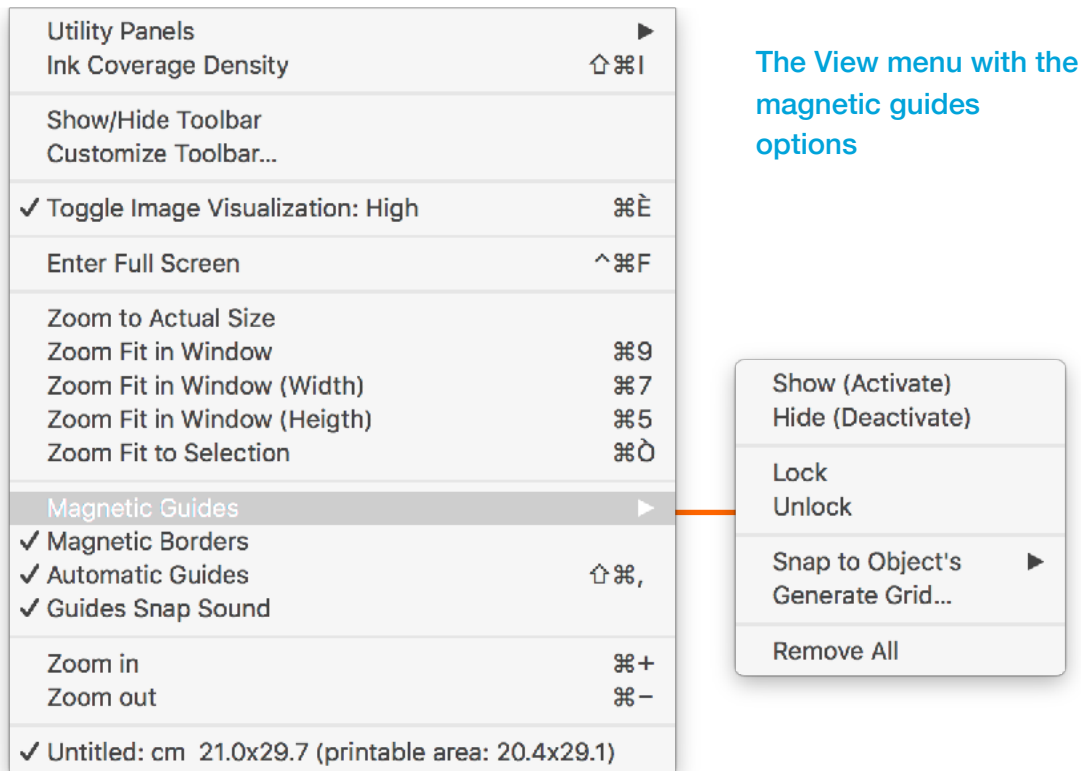 Utility Panels ▶
Ink Coverage Density ⇧⌘I
Show/Hide Toolbar
Customize Toolbar...
✓ Toggle Image Visualization: High ⌘È
Enter Full Screen ^⌘F
Zoom to Actual Size
Zoom Fit in Window ⌘9
Zoom Fit in Window (Width) ⌘7
Zoom Fit in Window (Heigth) ⌘5
Zoom Fit to Selection ⌘Ò
Magnetic Guides ▶
✓ Magnetic Borders
✓ Automatic Guides ⇧⌘,
✓ Guides Snap Sound
Zoom in ⌘+
Zoom out ⌘−
✓ Untitled: cm 21.0x29.7 (printable area: 20.4x29.1)
The View menu with the
magnetic guides
options
Show (Activate)
Hide (Deactivate)
Lock
Unlock
Snap to Object's ▶
Generate Grid...
Remove All